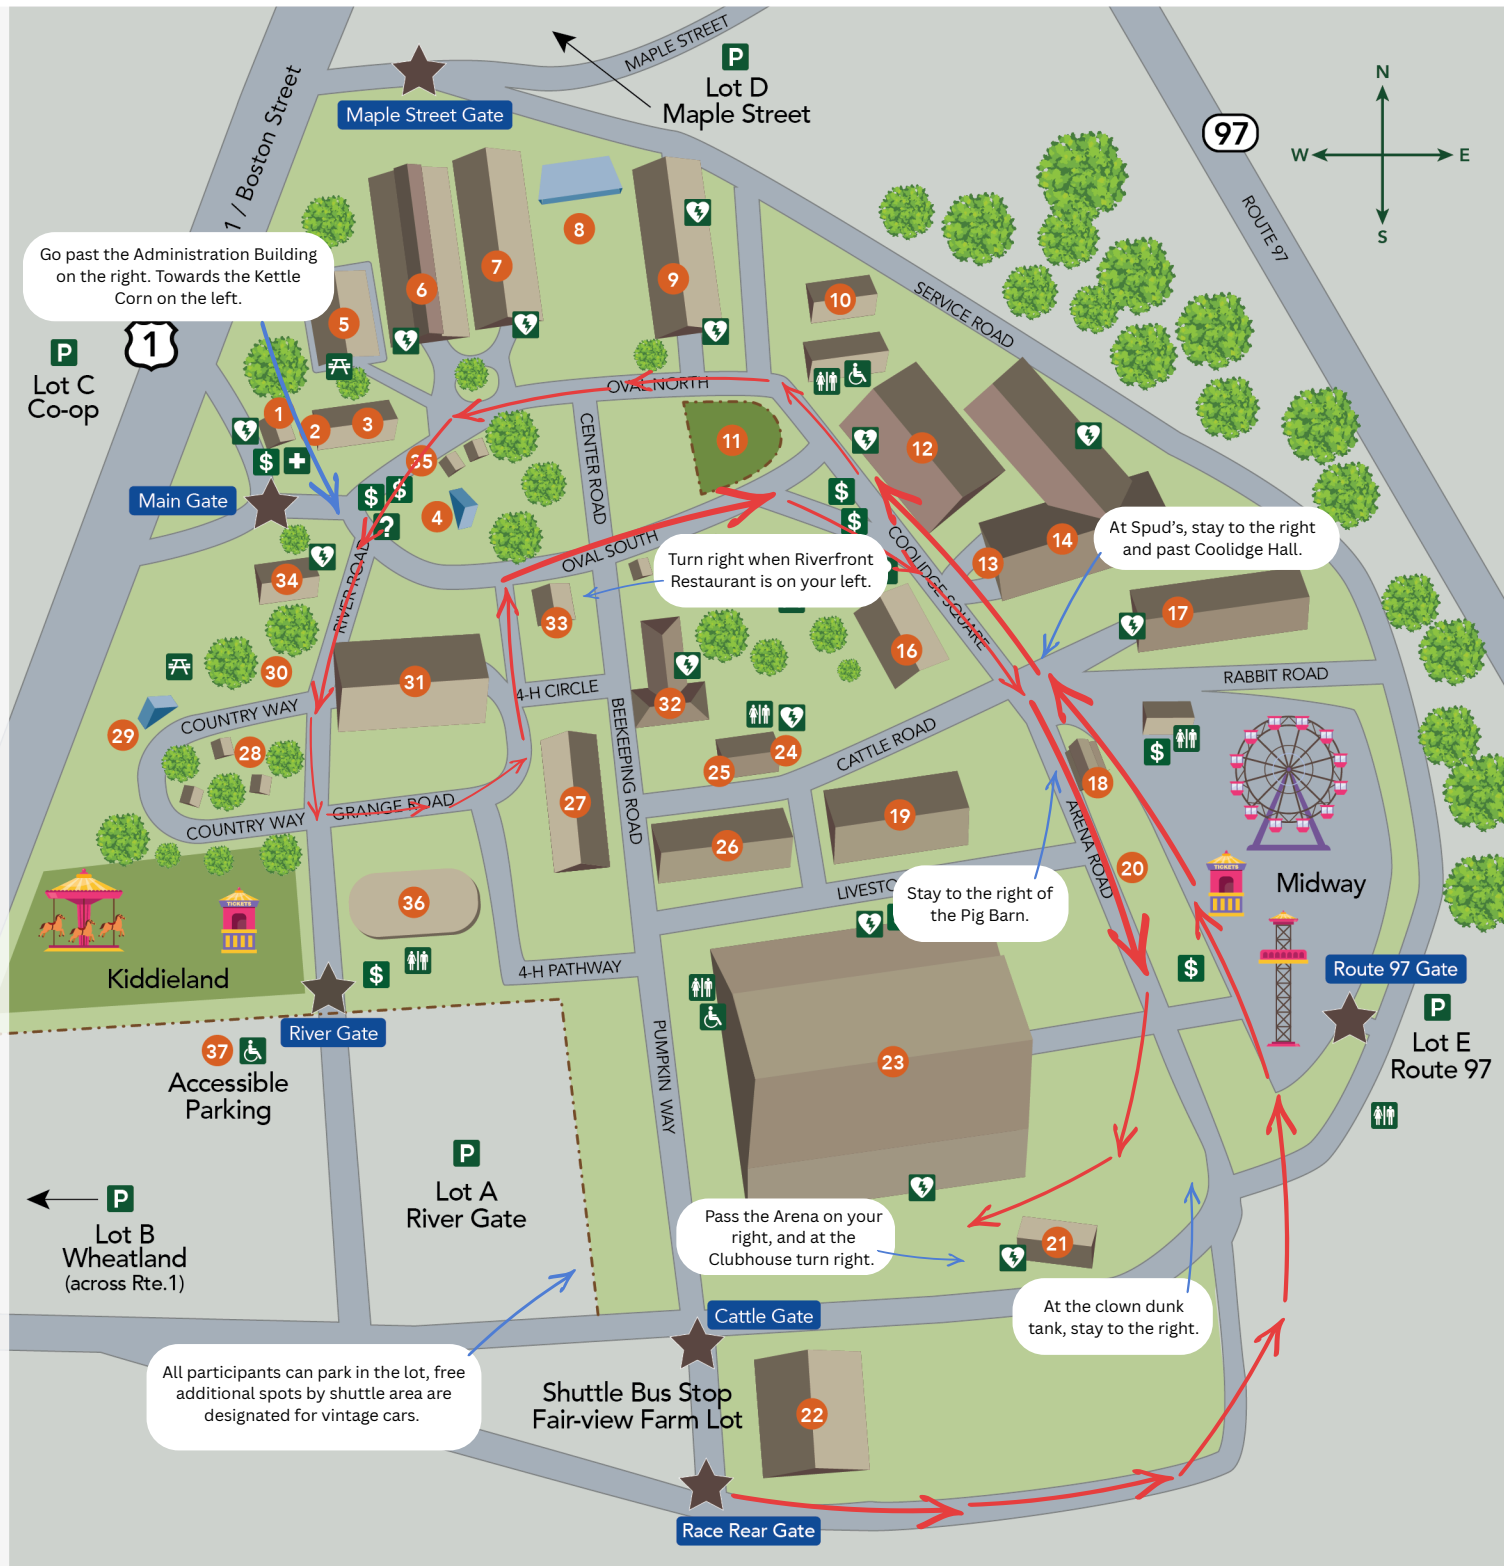 MAPLE STREET
P
Lot D
Maple Street
Maple Street Gate
1 / Boston Street
97
ROUTE 97
N
W
E
S
Go past the Administration Building
on the right. Towards the Kettle
Corn on the left.
1
P
Lot C
Co-op
5
6
7
8
9
10
SERVICE ROAD
OVAL NORTH
1
2
3
$
Main Gate
35
$
$
4
?
CENTER ROAD
11
12
$
$
COOLIDGE SQUARE
13
14
At Spud's, stay to the right
and past Coolidge Hall.
OVAL SOUTH
Turn right when Riverfront
Restaurant is on your left.
34
RIVER ROAD
33
16
17
RABBIT ROAD
30
31
4-H CIRCLE
32
COUNTRY WAY
29
28
BEEKEEPING ROAD
24
25
CATTLE ROAD
$
18
27
26
19
COUNTRY WAY
GRANGE ROAD
ARENA ROAD
20
TICKETS
Midway
LIVESTO
Stay to the right of
the Pig Barn.
36
TICKETS
Kiddieland
$
4-H PATHWAY
$
Route 97 Gate
P
Lot E
Route 97
River Gate
37
Accessible
Parking
PUMPKIN WAY
23
P
Lot A
River Gate
P
Lot B
Wheatland
(across Rte.1)
Pass the Arena on your
right, and at the
Clubhouse turn right.
21
At the clown dunk
tank, stay to the right.
Cattle Gate
All participants can park in the lot, free
additional spots by shuttle area are
designated for vintage cars.
Shuttle Bus Stop
Fair-view Farm Lot
22
Race Rear Gate